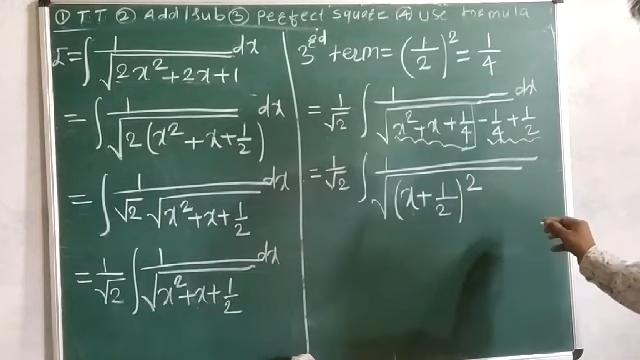 ① T.T ② Add/sub ③ Perfect square ④ Use formula
I = ∫ 1/√(2x²+2x+1) dx
= ∫ 1/√(2(x²+x+1/2)) dx
= ∫ 1/(√2 √(x²+x+1/2)) dx
= 1/√2 ∫ 1/√(x²+x+1/2) dx
3rd term = (1/2)² = 1/4
= 1/√2 ∫ 1/√(x²+x+1/4 - 1/4 + 1/2) dx
= 1/√2 ∫ 1/√((x+1/2)²